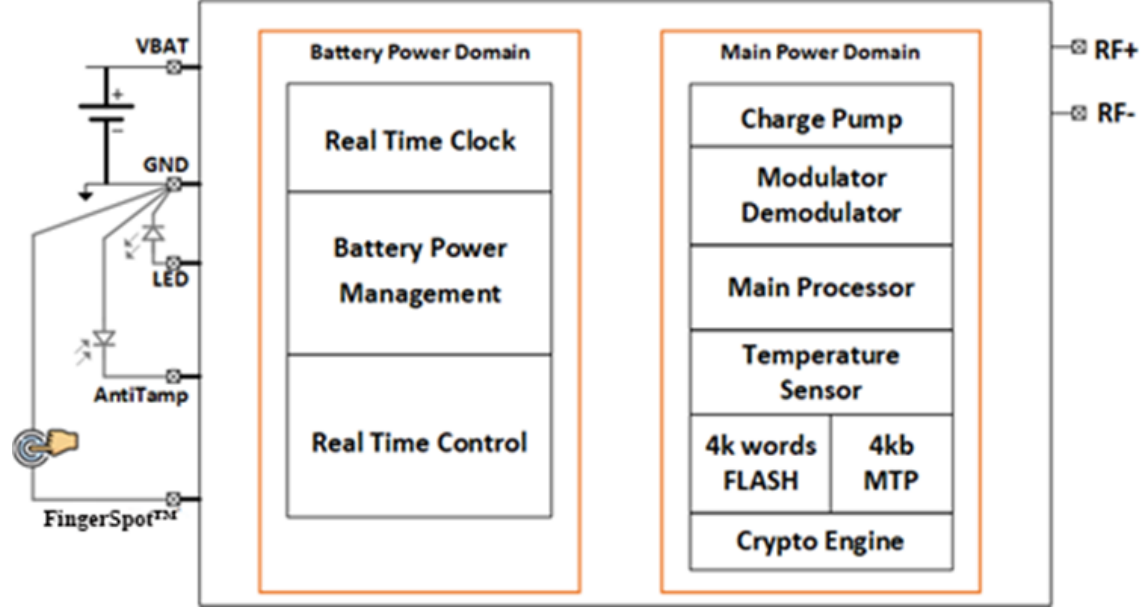 VBAT
+
−
GND
LED
AntiTamp
FingerSpot™
Battery Power Domain
Real Time Clock
Battery Power
Management
Real Time Control
Main Power Domain
Charge Pump
Modulator
Demodulator
Main Processor
Temperature
Sensor
4k words
FLASH
4kb
MTP
Crypto Engine
RF+
RF-